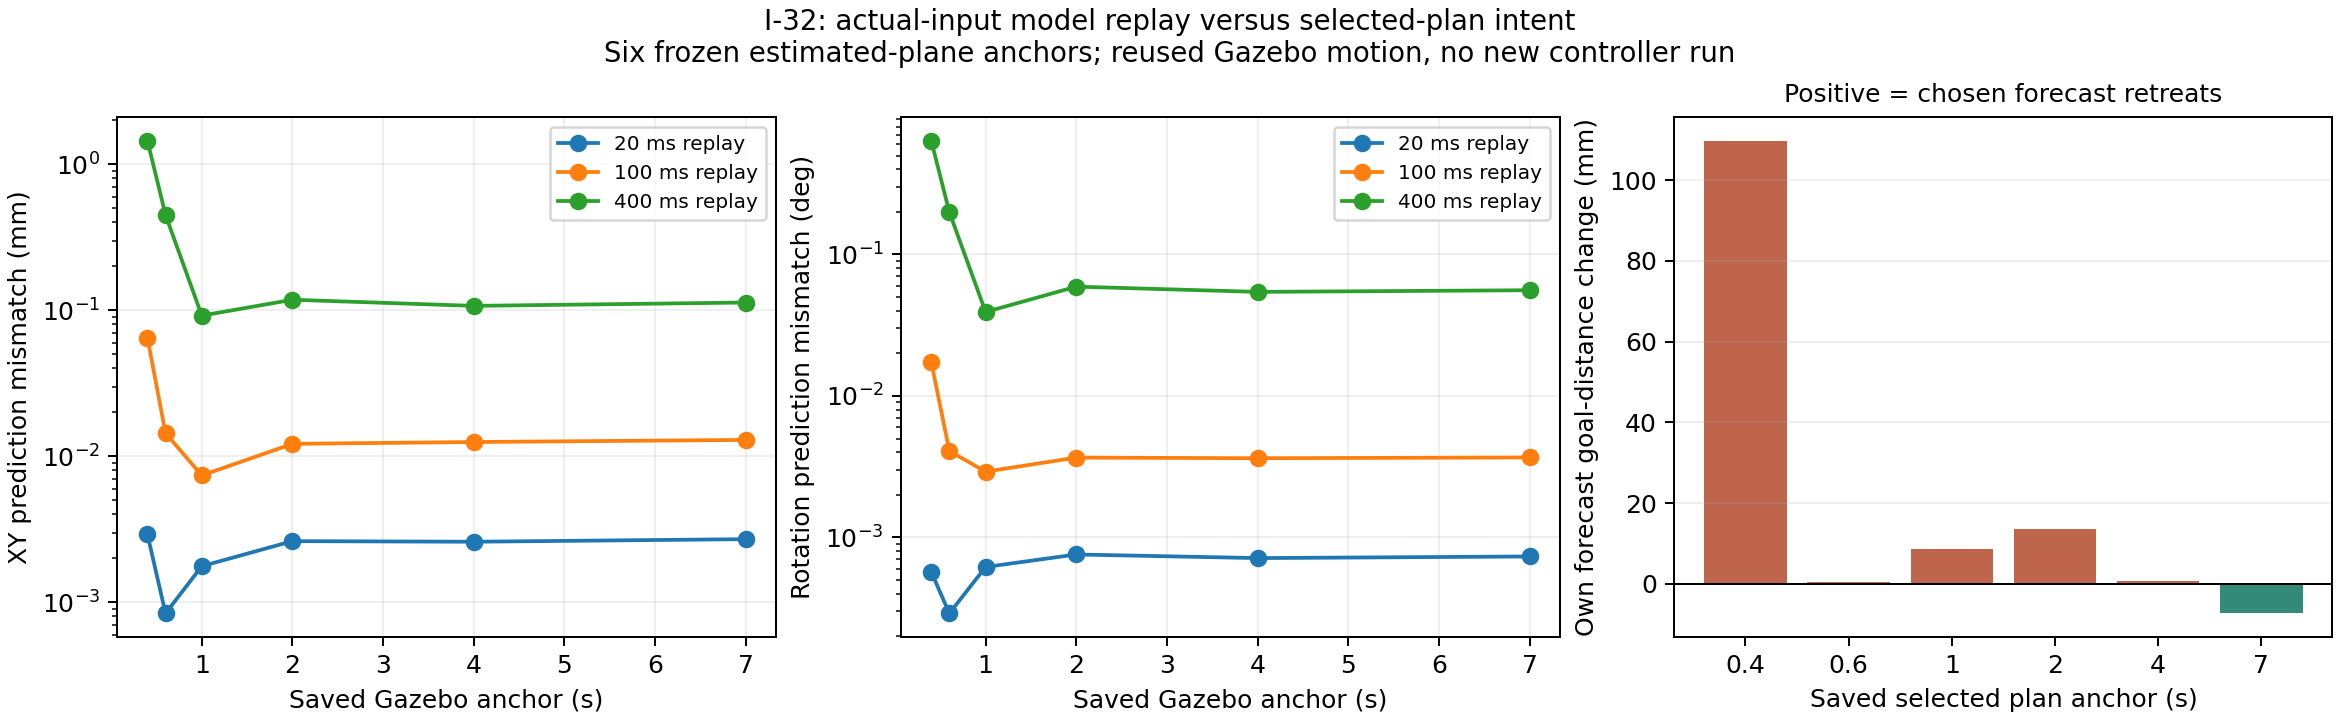 I-32: actual-input model replay versus selected-plan intent
Six frozen estimated-plane anchors; reused Gazebo motion, no new controller run
XY prediction mismatch (mm)
10⁰
10⁻¹
10⁻²
10⁻³
20 ms replay
100 ms replay
400 ms replay
1 2 3 4 5 6 7
Saved Gazebo anchor (s)
Rotation prediction mismatch (deg)
10⁻¹
10⁻²
10⁻³
20 ms replay
100 ms replay
400 ms replay
1 2 3 4 5 6 7
Saved Gazebo anchor (s)
Positive = chosen forecast retreats
Own forecast goal-distance change (mm)
100
80
60
40
20
0
0.4 0.6 1 2 4 7
Saved selected plan anchor (s)